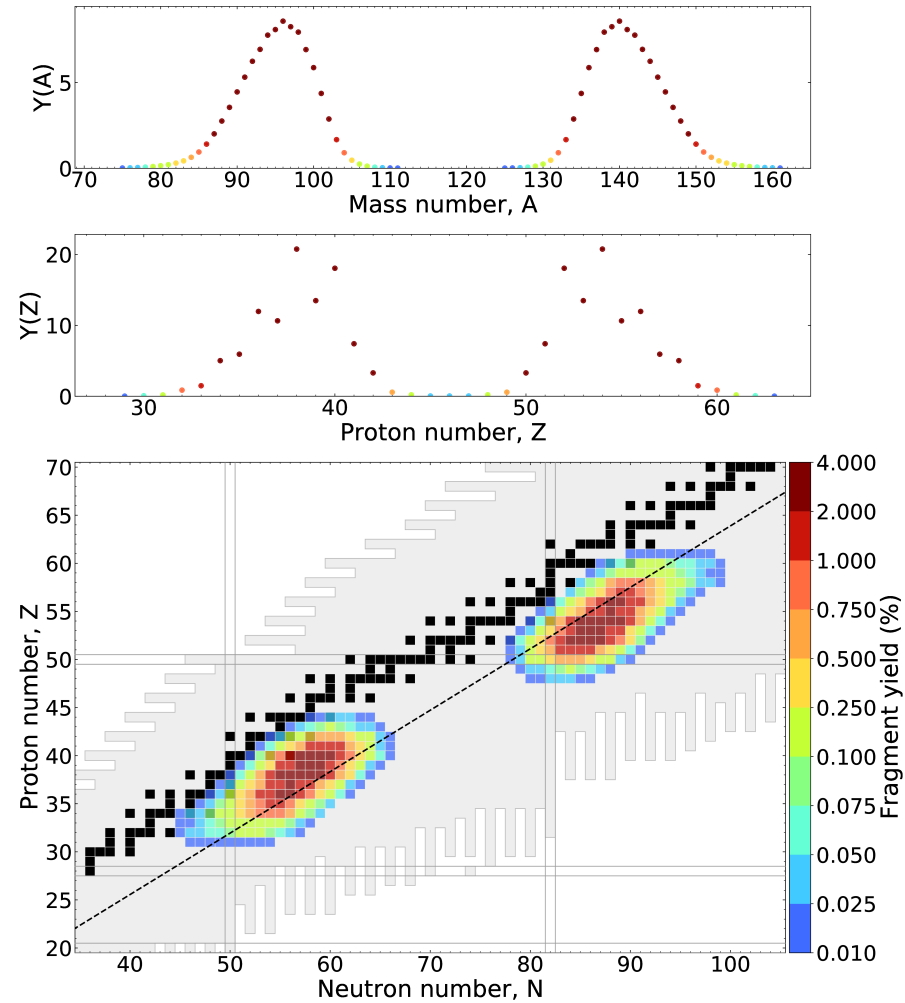 5
0
Y(A)
70 80 90 100 110 120 130 140 150 160
Mass number, A
20
10
0
Y(Z)
30 40 50 60
Proton number, Z
70
65
60
55
50
45
40
35
30
25
20
Proton number, Z
40 50 60 70 80 90 100
Neutron number, N
4.000
2.000
1.000
0.750
0.500
0.250
0.100
0.075
0.050
0.025
0.010
Fragment yield (%)